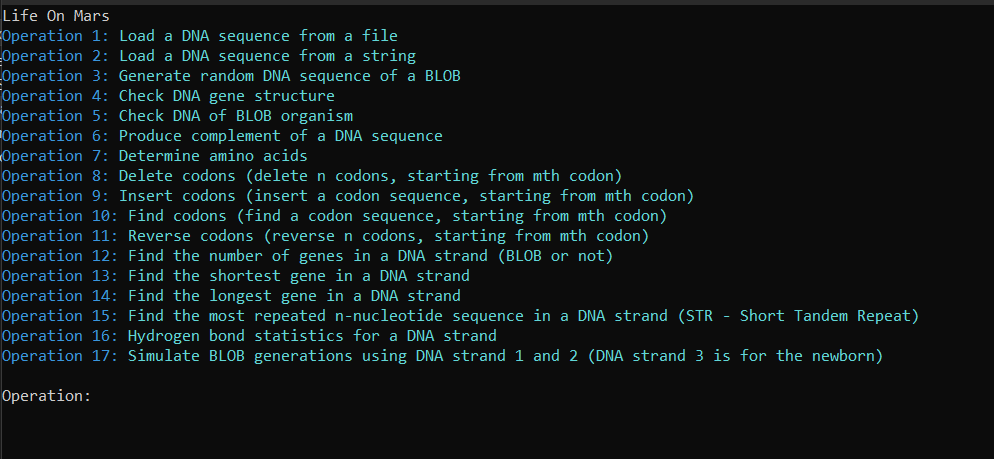 Life On Mars
Operation 1: Load a DNA sequence from a file
Operation 2: Load a DNA sequence from a string
Operation 3: Generate random DNA sequence of a BLOB
Operation 4: Check DNA gene structure
Operation 5: Check DNA of BLOB organism
Operation 6: Produce complement of a DNA sequence
Operation 7: Determine amino acids
Operation 8: Delete codons (delete n codons, starting from mth codon)
Operation 9: Insert codons (insert a codon sequence, starting from mth codon)
Operation 10: Find codons (find a codon sequence, starting from mth codon)
Operation 11: Reverse codons (reverse n codons, starting from mth codon)
Operation 12: Find the number of genes in a DNA strand (BLOB or not)
Operation 13: Find the shortest gene in a DNA strand
Operation 14: Find the longest gene in a DNA strand
Operation 15: Find the most repeated n-nucleotide sequence in a DNA strand (STR - Short Tandem Repeat)
Operation 16: Hydrogen bond statistics for a DNA strand
Operation 17: Simulate BLOB generations using DNA strand 1 and 2 (DNA strand 3 is for the newborn)
Operation: